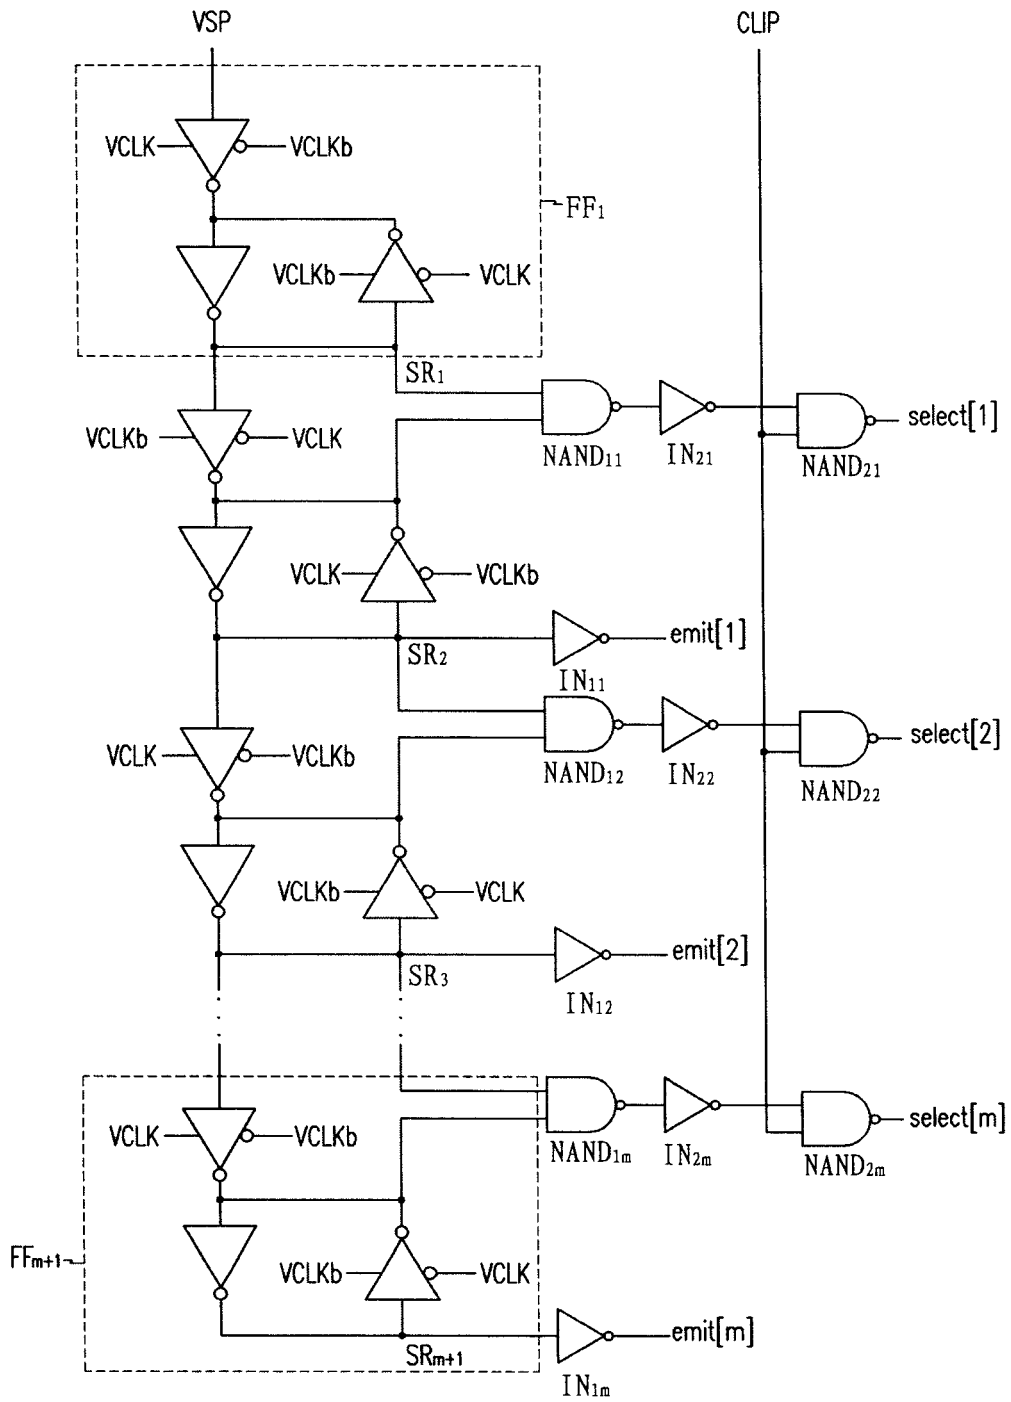 VSP CLIP
VCLK VCLKb
FF1
VCLKb VCLK
SR1
select[1]
VCLKb VCLK
NAND11 IN21 NAND21
VCLK VCLKb
emit[1]
SR2
IN11
select[2]
VCLK VCLKb
NAND12 IN22 NAND22
VCLKb VCLK
emit[2]
SR3
IN12
select[m]
VCLK VCLKb
NAND1m IN2m NAND2m
FFm+1
VCLKb VCLK
emit[m]
SRm+1
IN1m